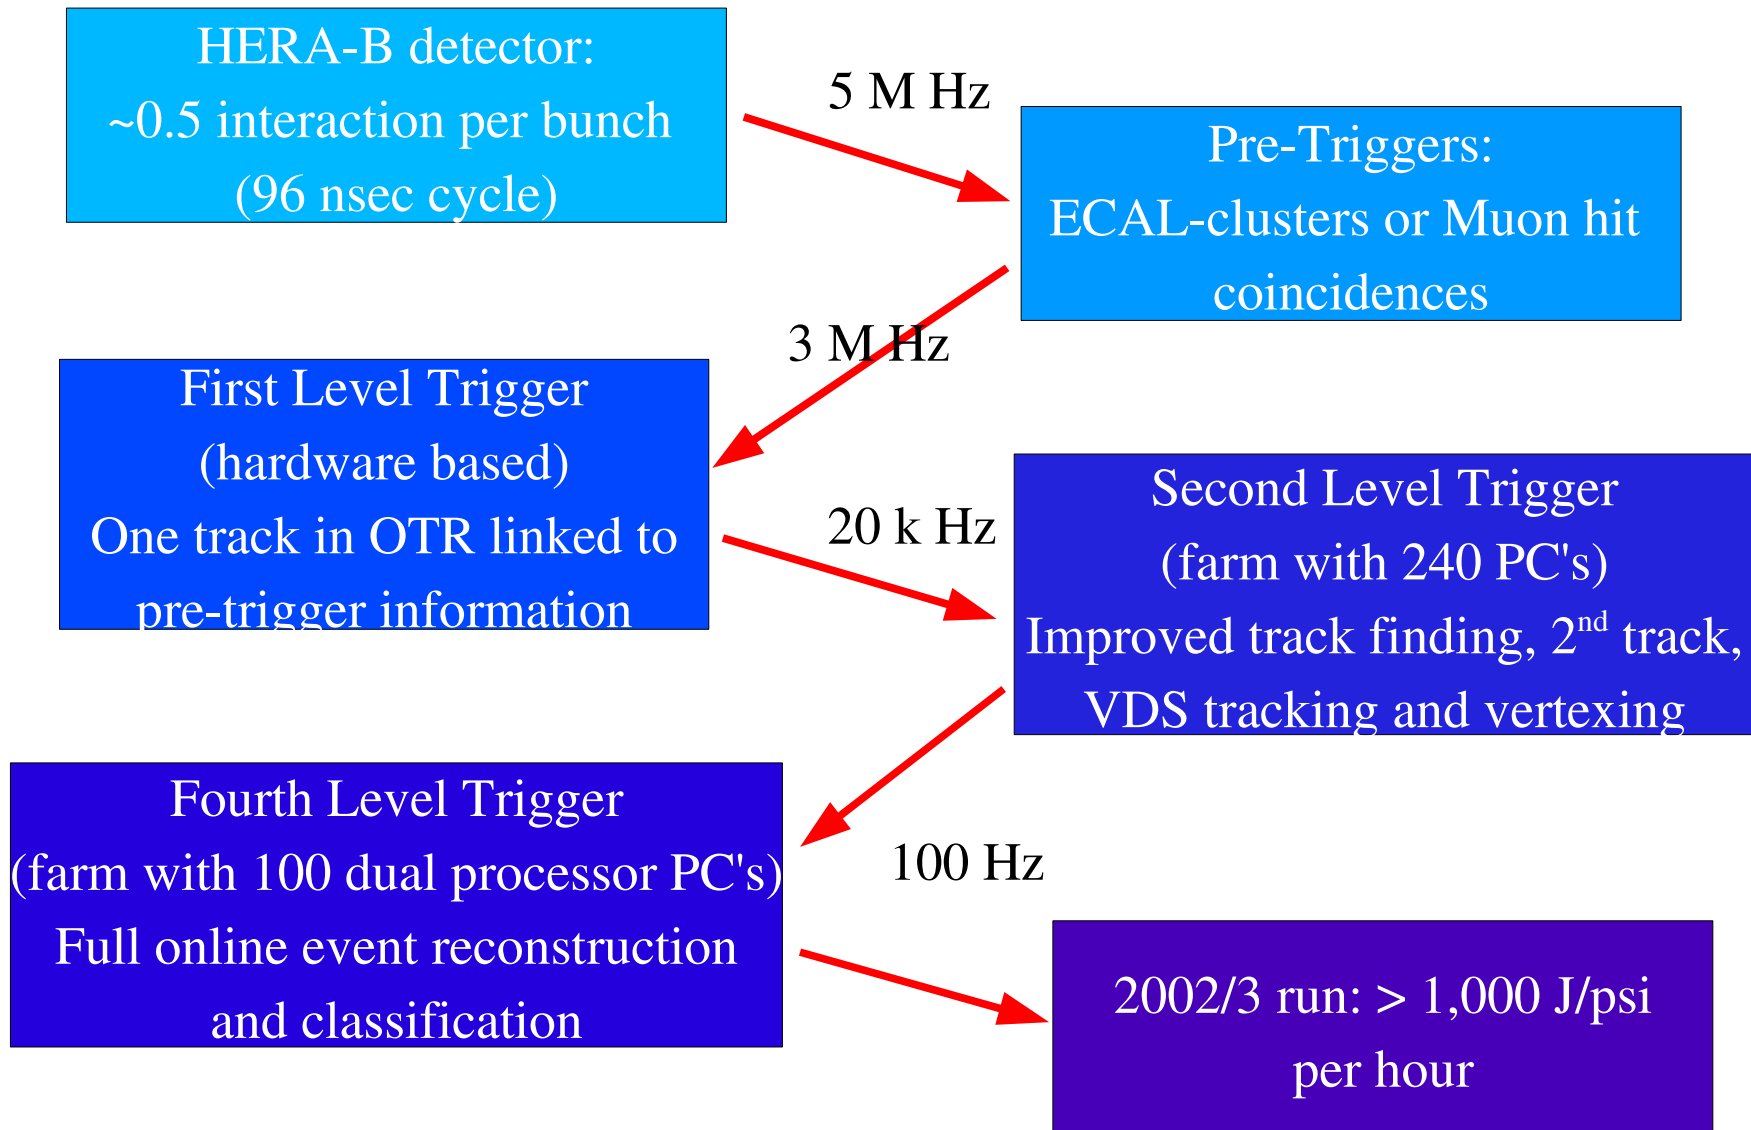 HERA-B detector:
~0.5 interaction per bunch
(96 nsec cycle)
5 M Hz
Pre-Triggers:
ECAL-clusters or Muon hit
coincidences
3 M Hz
First Level Trigger
(hardware based)
One track in OTR linked to
pre-trigger information
20 k Hz
Second Level Trigger
(farm with 240 PC's)
Improved track finding, 2nd track,
VDS tracking and vertexing
Fourth Level Trigger
(farm with 100 dual processor PC's)
Full online event reconstruction
and classification
100 Hz
2002/3 run: > 1,000 J/psi
per hour